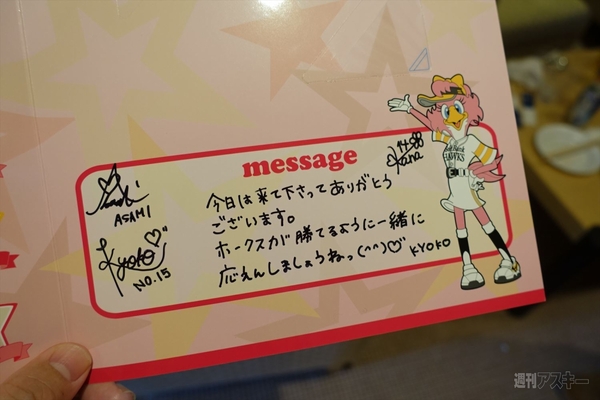 message
今日は来て下さってありがとう
ございます。
ホークスが勝てるように一緒に
応えんしましょうねっ(^^)♡ KYOKO
ASAMI
Kyoko
NO.15
Kana
HAWKS
週刊アスキー